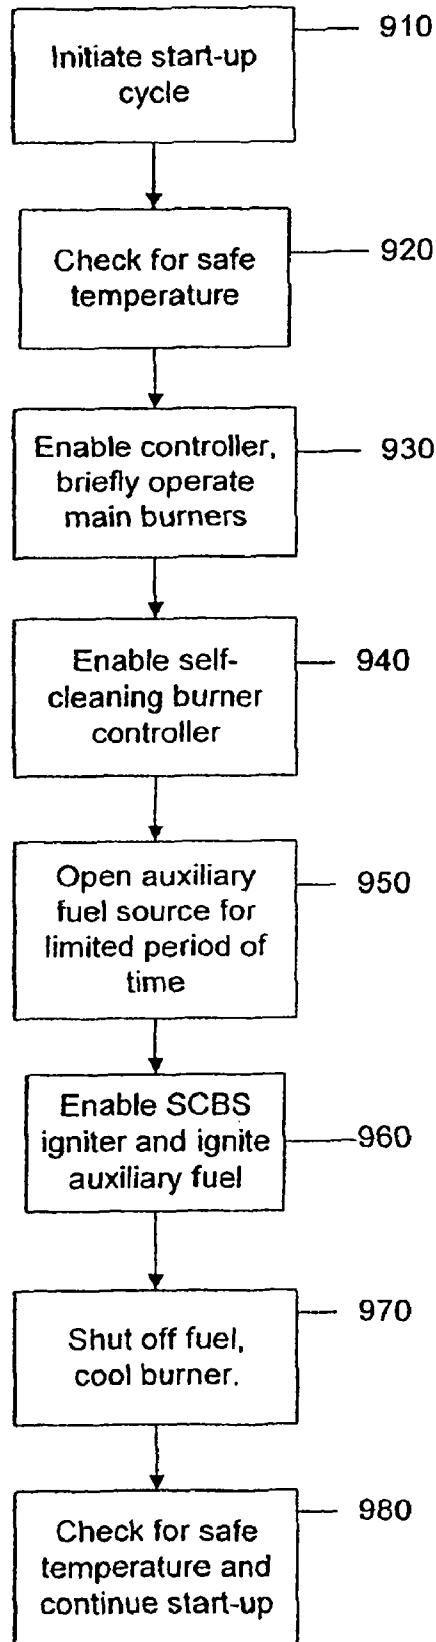 Initiate start-up
cycle
910
Check for safe
temperature
920
Enable controller,
briefly operate
main burners
930
Enable self-
cleaning burner
controller
940
Open auxiliary
fuel source for
limited period of
time
950
Enable SCBS
igniter and ignite
auxiliary fuel
960
Shut off fuel,
cool burner.
970
Check for safe
temperature and
continue start-up
980